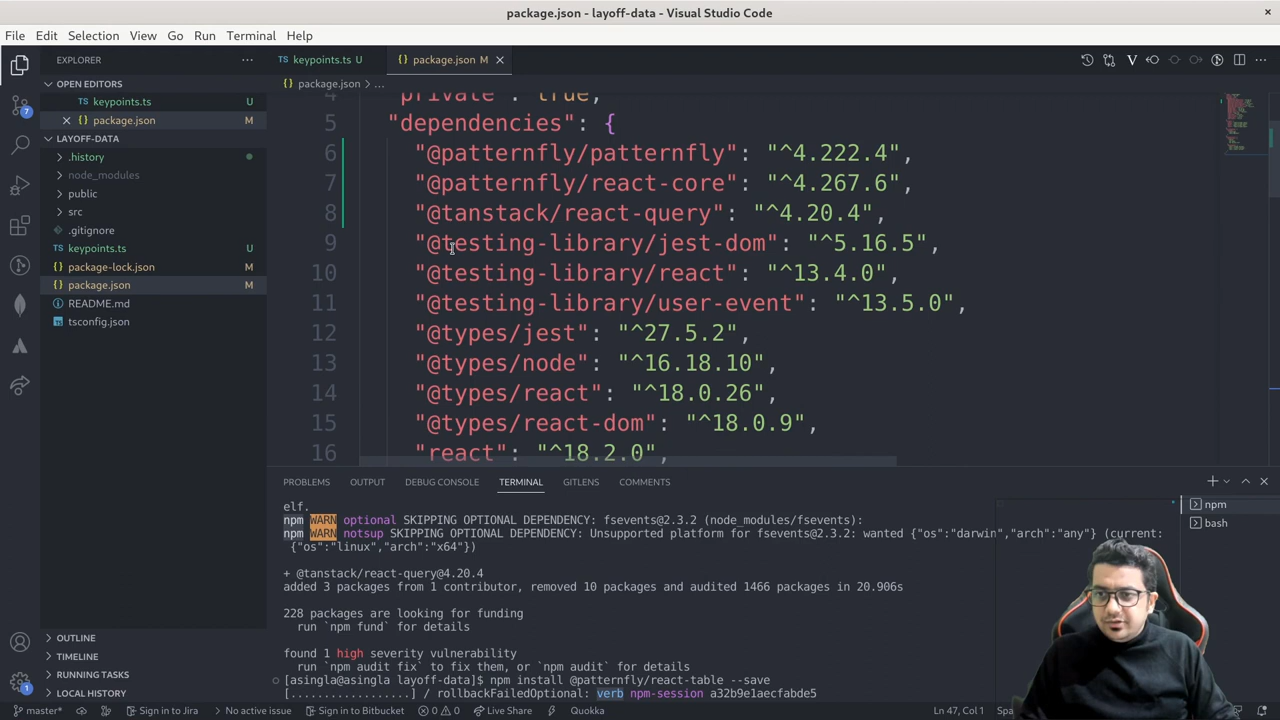 package.json - layoff-data - Visual Studio Code
File Edit Selection View Go Run Terminal Help
EXPLORER
OPEN EDITORS
keypoints.ts U
package.json M
LAYOFF-DATA
.history
node_modules
public
src
.gitignore
keypoints.ts U
package-lock.json M
package.json M
README.md
tsconfig.json
OUTLINE
TIMELINE
RUNNING TASKS
LOCAL HISTORY
7
1
TS keypoints.ts U
{} package.json M
{} package.json > ...
4 "private": true,
5 "dependencies": {
6 "@patternfly/patternfly": "^4.222.4",
7 "@patternfly/react-core": "^4.267.6",
8 "@tanstack/react-query": "^4.20.4",
9 "@testing-library/jest-dom": "^5.16.5",
10 "@testing-library/react": "^13.4.0",
11 "@testing-library/user-event": "^13.5.0",
12 "@types/jest": "^27.5.2",
13 "@types/node": "^16.18.10",
14 "@types/react": "^18.0.26",
15 "@types/react-dom": "^18.0.9",
16 "react": "^18.2.0",
PROBLEMS OUTPUT DEBUG CONSOLE TERMINAL GITLENS COMMENTS
npm
bash
elf.
npm WARN optional SKIPPING OPTIONAL DEPENDENCY: fsevents@2.3.2 (node_modules/fsevents):
npm WARN notsup SKIPPING OPTIONAL DEPENDENCY: Unsupported platform for fsevents@2.3.2: wanted {"os":"darwin","arch":"any"} (current:
{"os":"linux","arch":"x64"})
+ @tanstack/react-query@4.20.4
added 3 packages from 1 contributor, removed 10 packages and audited 1466 packages in 20.906s
228 packages are looking for funding
run `npm fund` for details
found 1 high severity vulnerability
run `npm audit fix` to fix them, or `npm audit` for details
[asingla@asingla layoff-data]$ npm install @patternfly/react-table --save
[..................] / rollbackFailedOptional: verb npm-session a32b9e1aecfabde5
master* Sign in to Jira No active issue Sign in to Bitbucket 0 0 Live Share Quokka Ln 47, Col 1